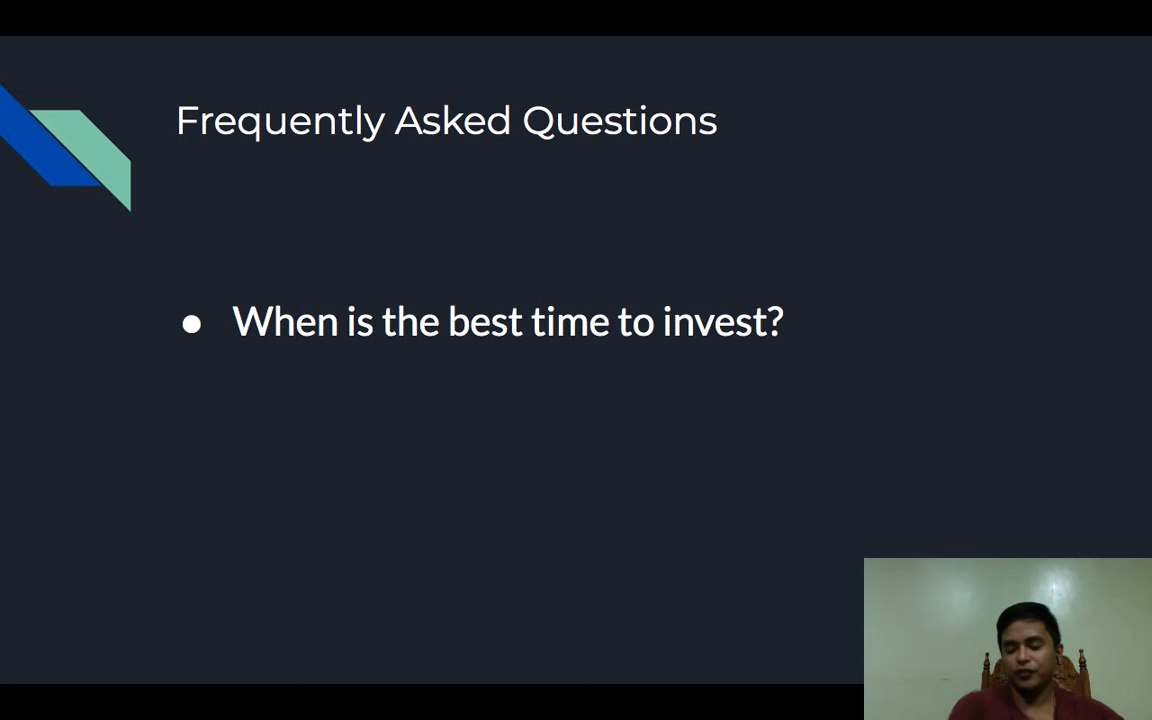 Frequently Asked Questions
● When is the best time to invest?